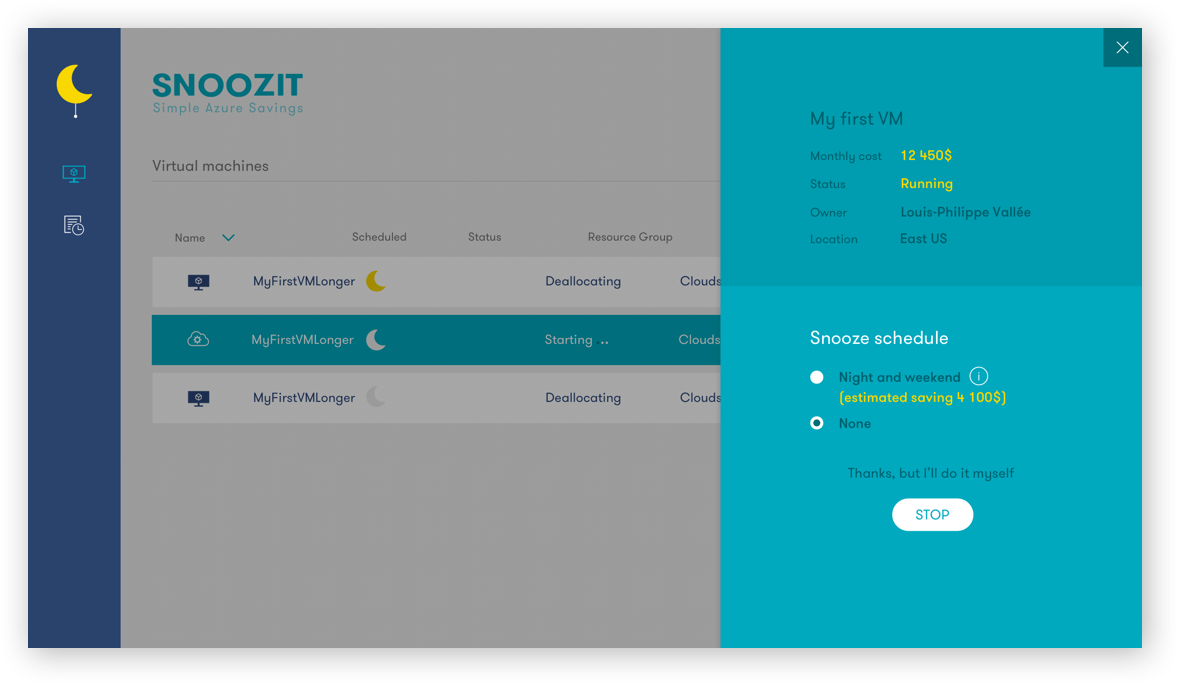 SNOOZIT
Simple Azure Savings
Virtual machines
Name Scheduled Status Resource Group
MyFirstVMLonger Deallocating Clouds
MyFirstVMLonger Starting ..
Clouds
MyFirstVMLonger Deallocating Clouds
My first VM
Monthly cost 12 450$
Status Running
Owner Louis-Philippe Vallée
Location East US
Snooze schedule
Night and weekend i
(estimated saving 4 100$)
None
Thanks, but I'll do it myself
STOP